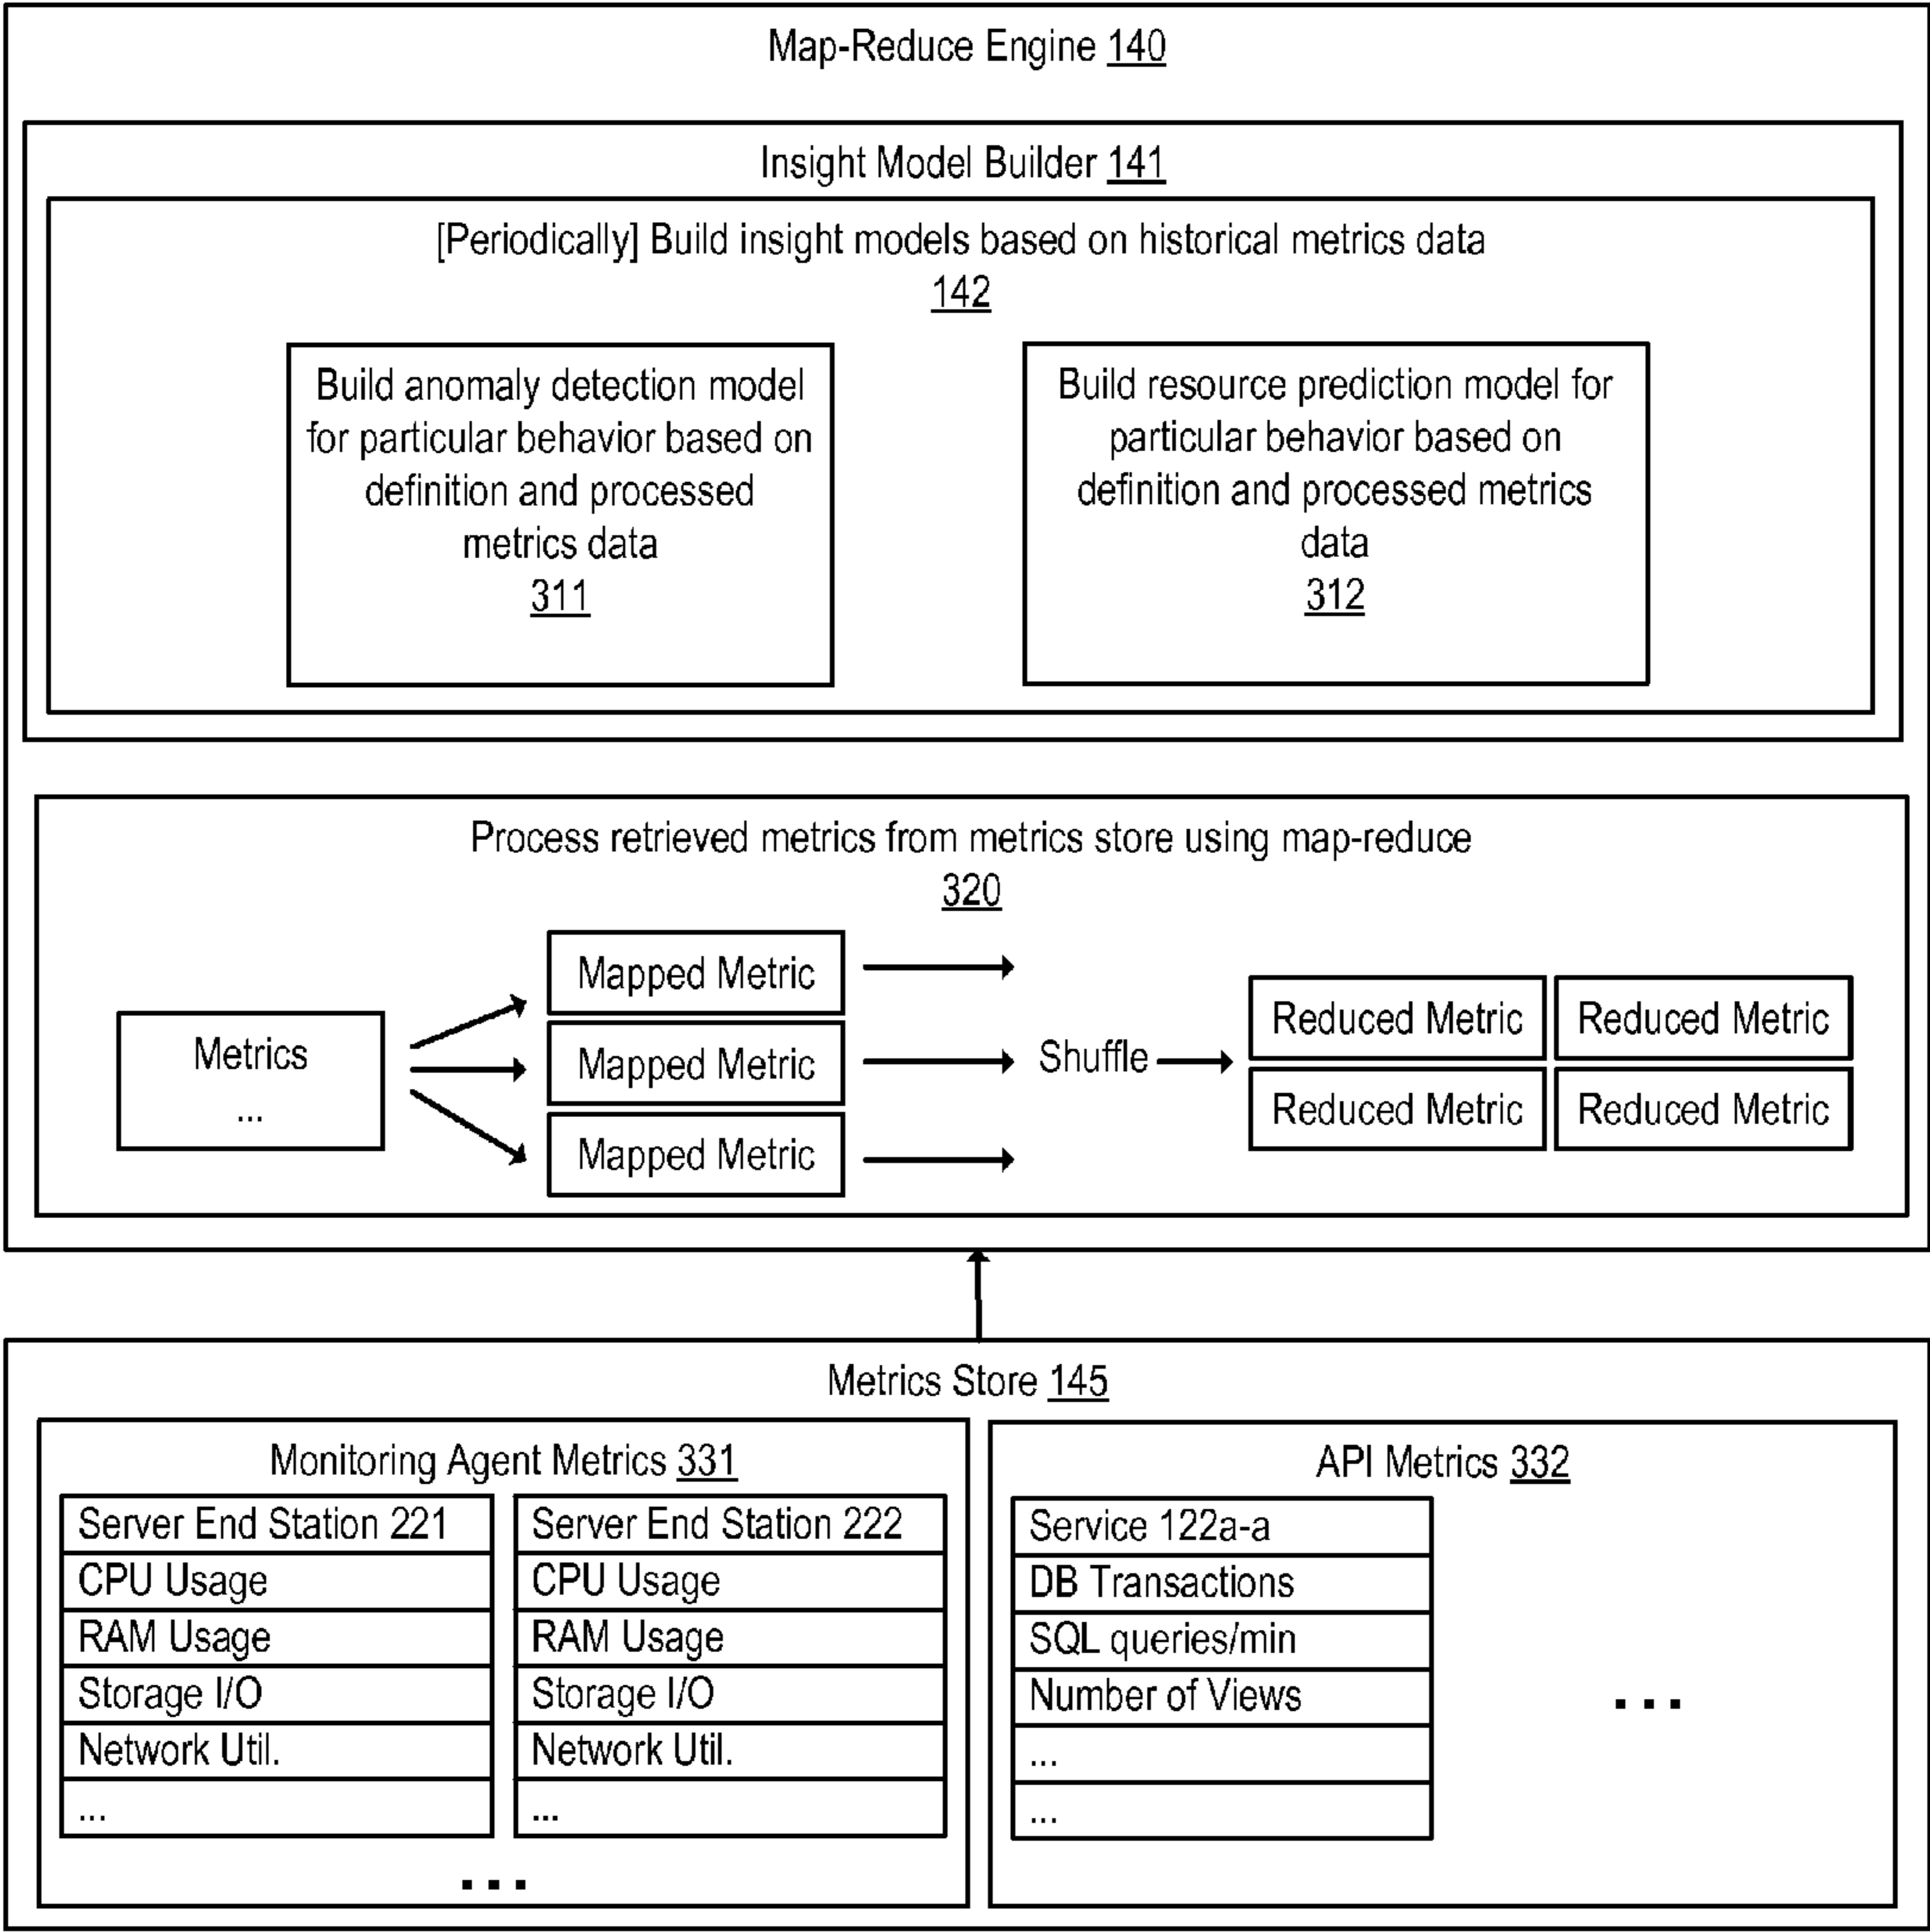 Map-Reduce Engine 140
Insight Model Builder 141
[Periodically] Build insight models based on historical metrics data
142
Build anomaly detection model
for particular behavior based on
definition and processed
metrics data
311
Build resource prediction model for
particular behavior based on
definition and processed metrics
data
312
Process retrieved metrics from metrics store using map-reduce
320
Metrics
...
Mapped Metric
Mapped Metric
Mapped Metric
Shuffle
Reduced Metric
Reduced Metric
Reduced Metric
Reduced Metric
Metrics Store 145
Monitoring Agent Metrics 331
Server End Station 221
CPU Usage
RAM Usage
Storage I/O
Network Util.
...
Server End Station 222
CPU Usage
RAM Usage
Storage I/O
Network Util.
...
...
API Metrics 332
Service 122a-a
DB Transactions
SQL queries/min
Number of Views
...
...
...